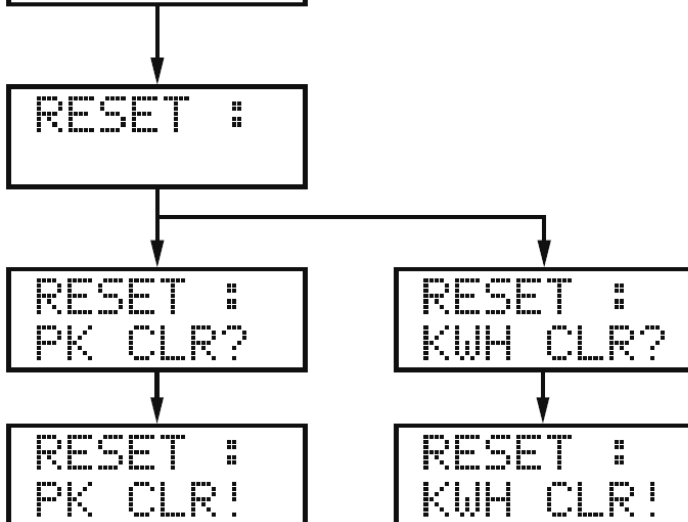 RESET :
RESET :
PK CLR?
RESET :
KWH CLR?
RESET :
PK CLR!
RESET :
KWH CLR!